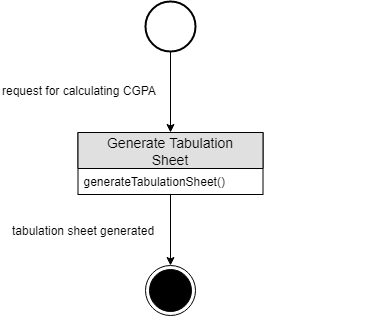 request for calculating CGPA
Generate Tabulation
Sheet
generateTabulationSheet()
tabulation sheet generated